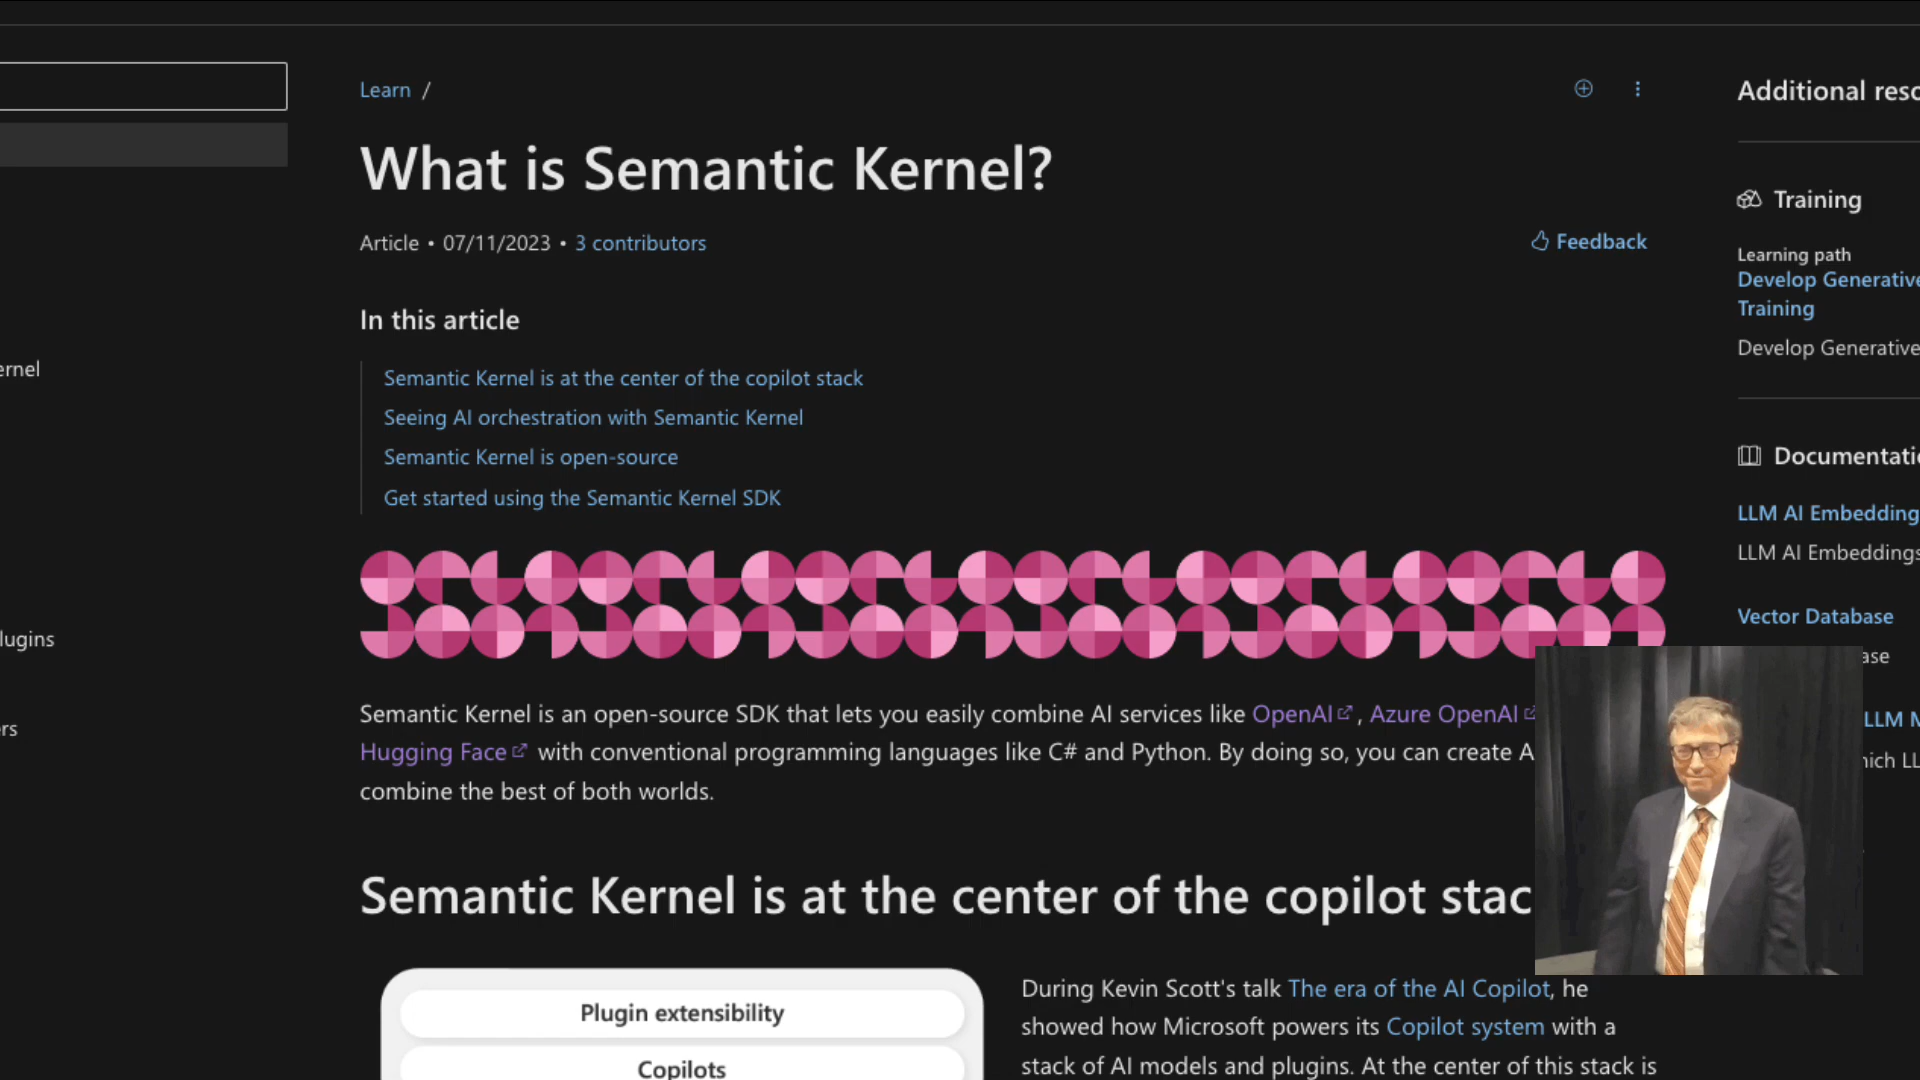 Learn /
Additional reso
What is Semantic Kernel?
Training
Article • 07/11/2023 • 3 contributors
Feedback
Learning path
Develop Generative
Training
In this article
Develop Generative
ernel
Semantic Kernel is at the center of the copilot stack
Seeing AI orchestration with Semantic Kernel
Semantic Kernel is open-source
Documentati
Get started using the Semantic Kernel SDK
LLM AI Embedding
LLM AI Embeddings
Vector Database
lugins
ase
Semantic Kernel is an open-source SDK that lets you easily combine AI services like OpenAI, Azure OpenAI
LLM M
rs
Hugging Face with conventional programming languages like C# and Python. By doing so, you can create A
hich LL
combine the best of both worlds.
Semantic Kernel is at the center of the copilot stac
During Kevin Scott's talk The era of the AI Copilot, he
Plugin extensibility
showed how Microsoft powers its Copilot system with a
Copilots
stack of AI models and plugins. At the center of this stack is